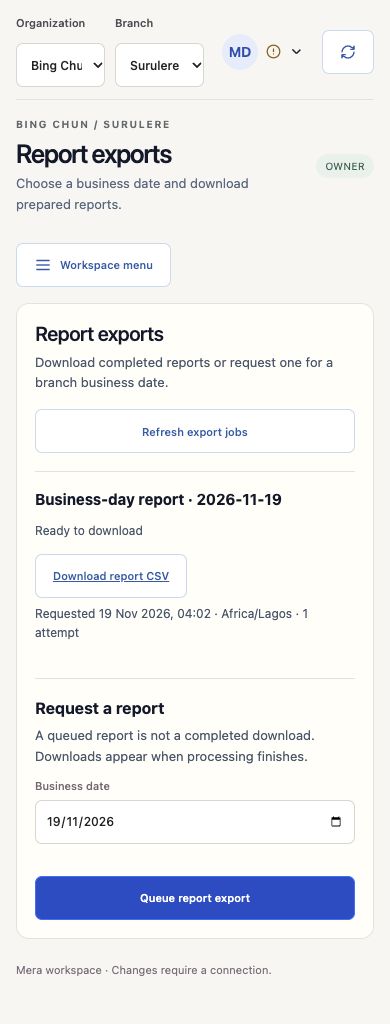 Organization
Branch
Bing Chu
Surulere
MD
BING CHUN / SURULERE
Report exports
Choose a business date and download
prepared reports.
OWNER
Workspace menu
Report exports
Download completed reports or request one for a
branch business date.
Refresh export jobs
Business-day report · 2026-11-19
Ready to download
Download report CSV
Requested 19 Nov 2026, 04:02 · Africa/Lagos · 1
attempt
Request a report
A queued report is not a completed download.
Downloads appear when processing finishes.
Business date
19/11/2026
Queue report export
Mera workspace · Changes require a connection.